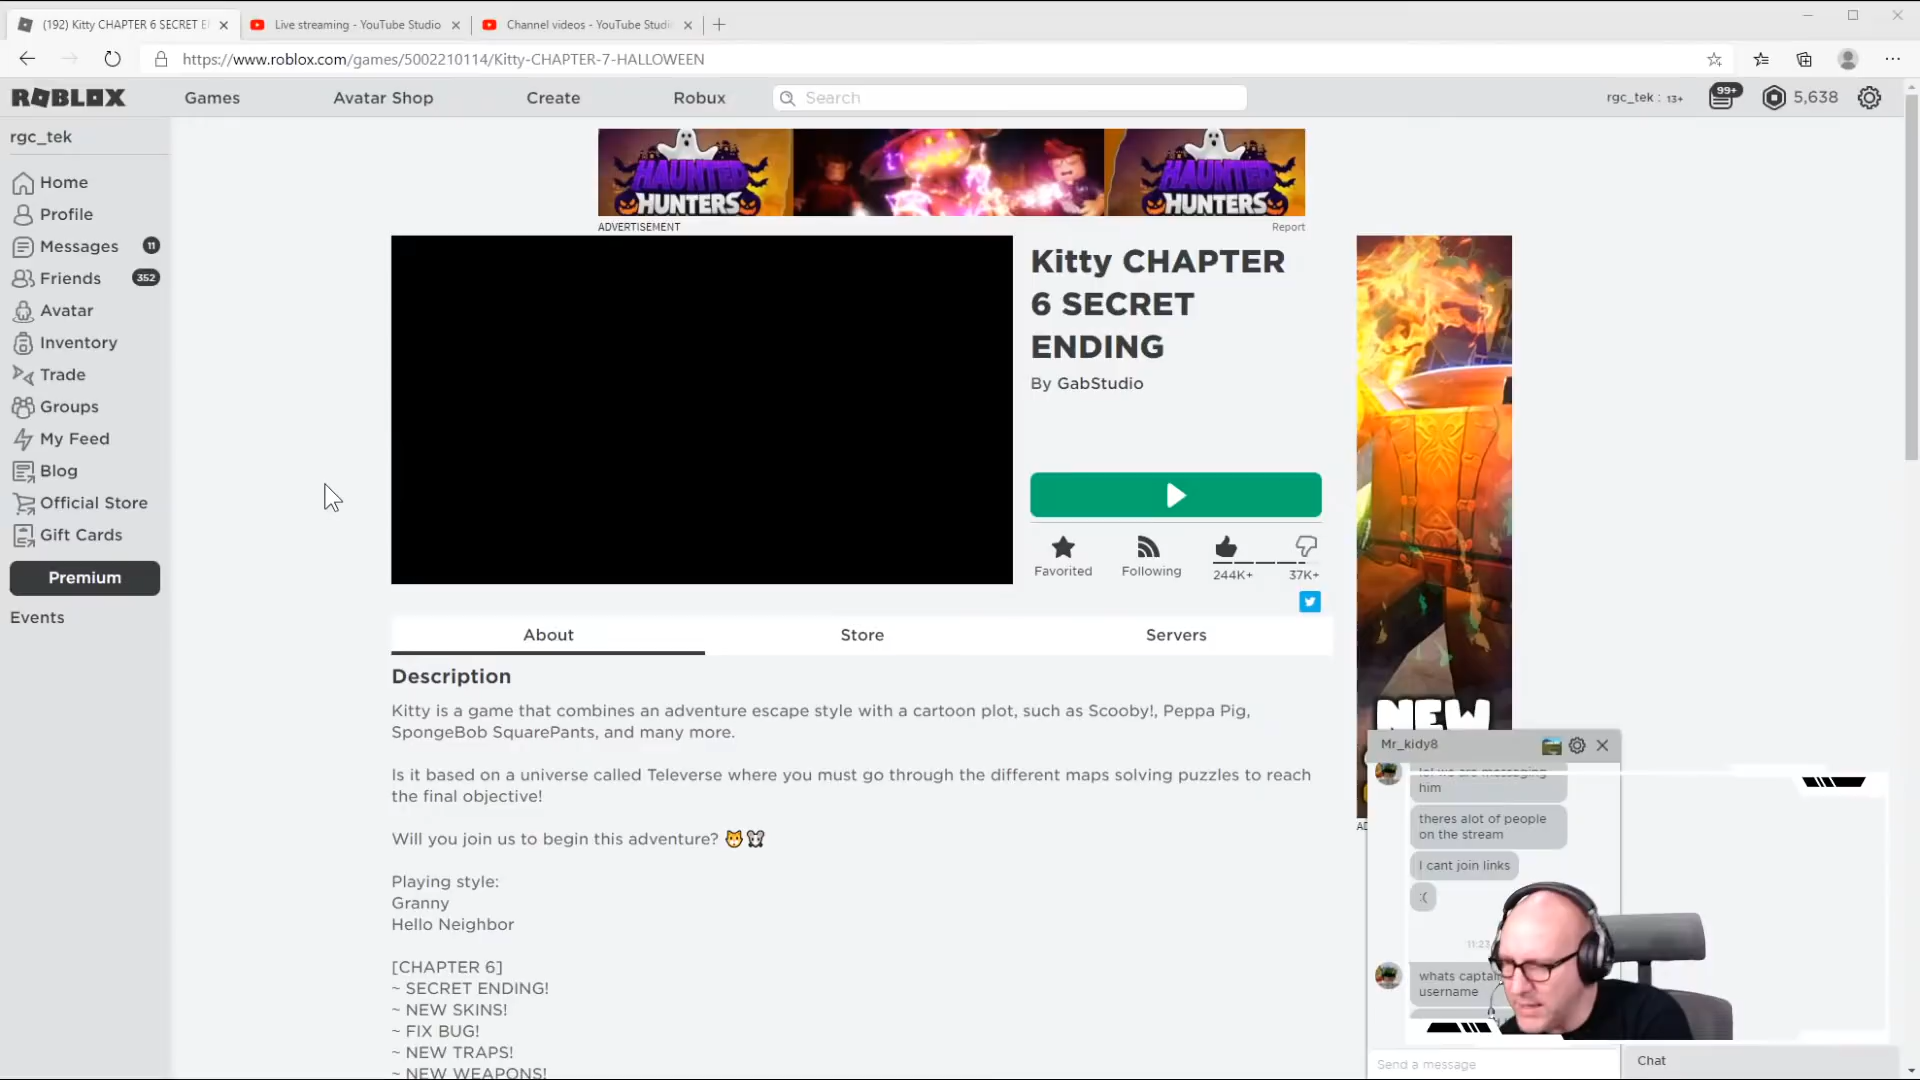 (192) Kitty CHAPTER 6 SECRET E
Live streaming - YouTube Studio
Channel videos - YouTube Studi
https://www.roblox.com/games/5002210114/Kitty-CHAPTER-7-HALLOWEEN
ROBLOX
Games
Avatar Shop
Create
Robux
Search
rgc_tek : 13+
99+
5,638
rgc_tek
Home
Profile
Messages 11
Friends 352
Avatar
Inventory
Trade
Groups
My Feed
Blog
Official Store
Gift Cards
Premium
Events
HAUNTED HUNTERS
HAUNTED HUNTERS
ADVERTISEMENT
Report
Kitty CHAPTER
6 SECRET
ENDING
By GabStudio
Favorited
Following
244K+
37K+
About
Store
Servers
Description
Kitty is a game that combines an adventure escape style with a cartoon plot, such as Scooby!, Peppa Pig,
SpongeBob SquarePants, and many more.
Is it based on a universe called Televerse where you must go through the different maps solving puzzles to reach
the final objective!
Will you join us to begin this adventure? 🐱🐭
Playing style:
Granny
Hello Neighbor
[CHAPTER 6]
~ SECRET ENDING!
~ NEW SKINS!
~ FIX BUG!
~ NEW TRAPS!
~ NEW WEAPONS!
NEW
Mr_kidy8
lol we are messaging
him
theres alot of people
on the stream
I cant join links
:(
11:23
whats captai
username
Send a message
Chat